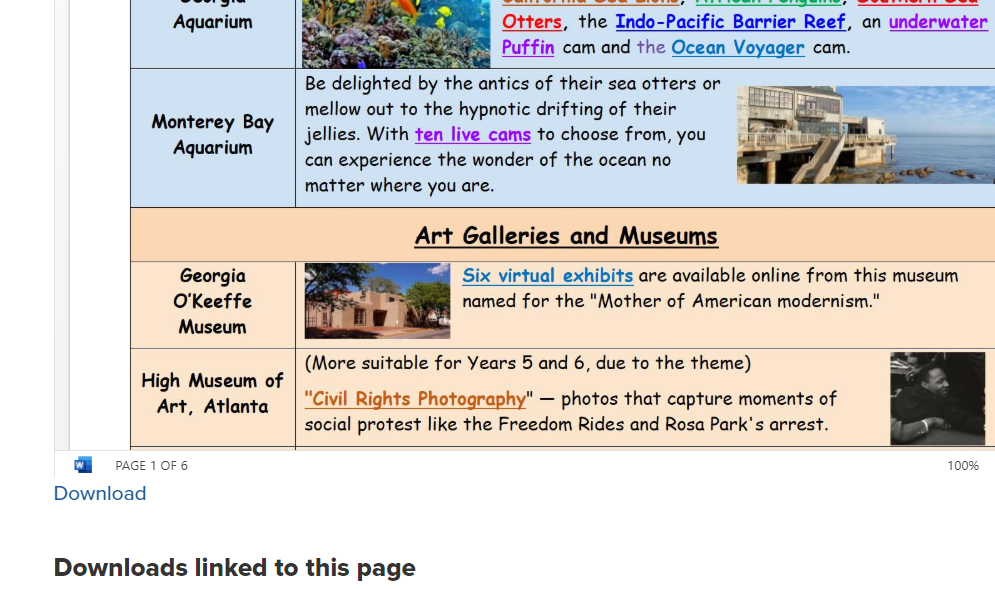 Georgia
Aquarium
California Sea Lions, African Penguins, Southern Sea
Otters, the Indo-Pacific Barrier Reef, an underwater
Puffin cam and the Ocean Voyager cam.
Monterey Bay
Aquarium
Be delighted by the antics of their sea otters or
mellow out to the hypnotic drifting of their
jellies. With ten live cams to choose from, you
can experience the wonder of the ocean no
matter where you are.
Art Galleries and Museums
Georgia
O'Keeffe
Museum
Six virtual exhibits are available online from this museum
named for the "Mother of American modernism."
High Museum of
Art, Atlanta
(More suitable for Years 5 and 6, due to the theme)
"Civil Rights Photography" — photos that capture moments of
social protest like the Freedom Rides and Rosa Park's arrest.
PAGE 1 OF 6
100%
Download
Downloads linked to this page